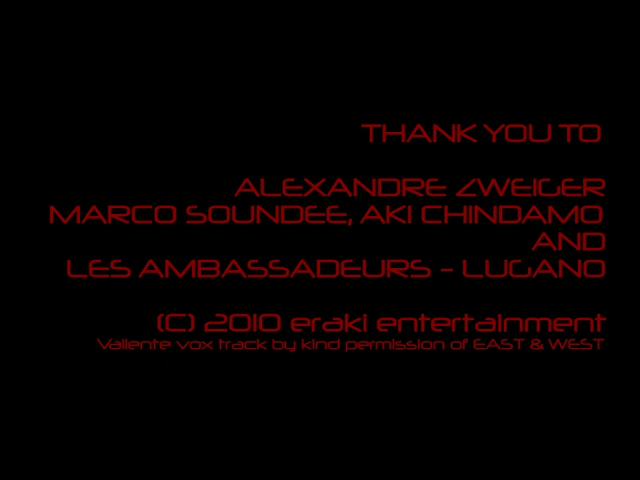 THANK YOU TO
ALEXANDRE ZWEIGER
MARCO SOUNDEE, AKI CHINDAMO
AND
LES AMBASSADEURS - LUGANO
(C) 2010 eraki entertainment
Valiente vox track by kind permission of EAST & WEST